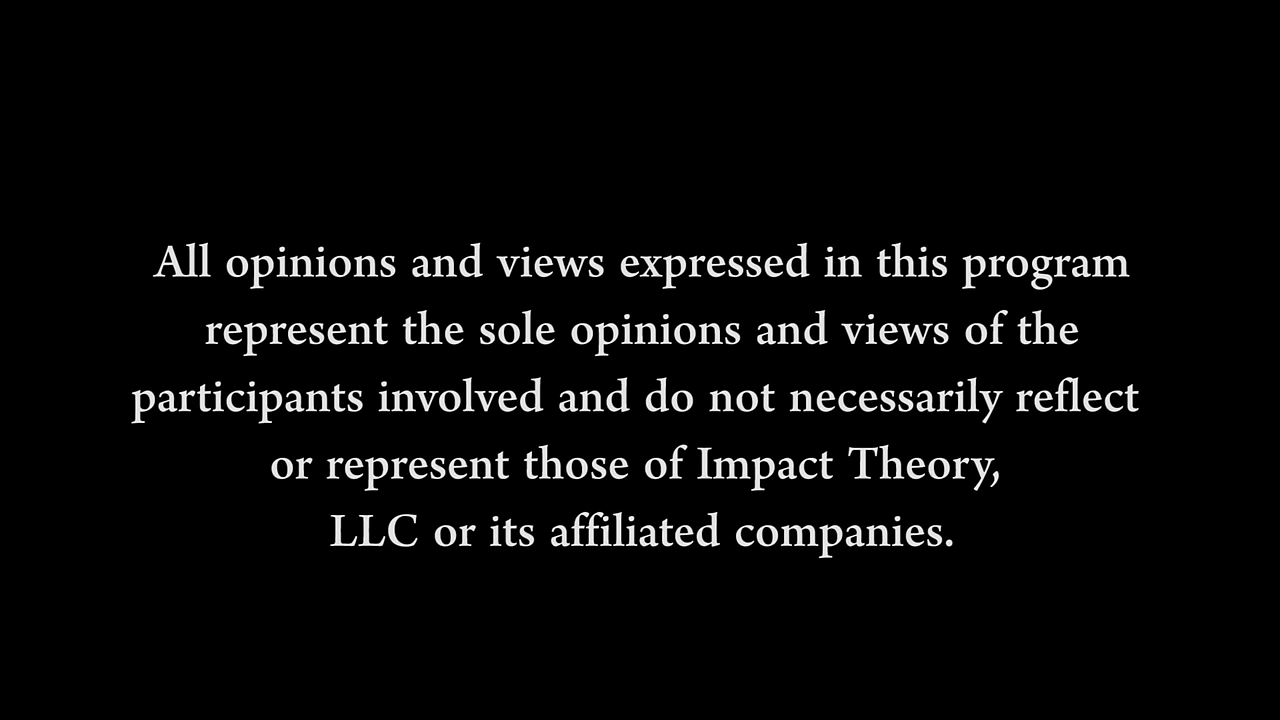 All opinions and views expressed in this program
represent the sole opinions and views of the
participants involved and do not necessarily reflect
or represent those of Impact Theory,
LLC or its affiliated companies.